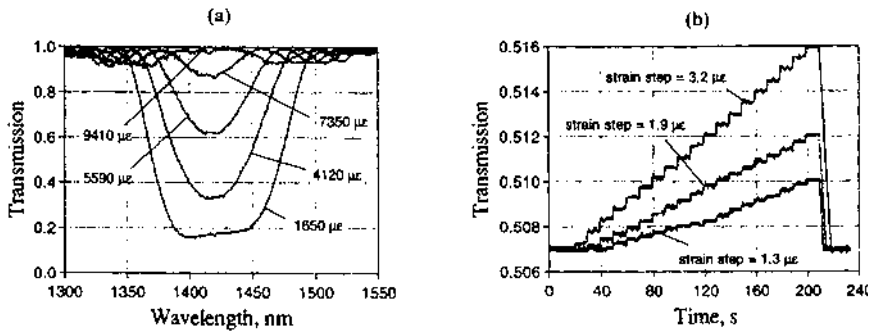 (a)
Transmission
1.0
0.8
0.6
0.4
0.2
0.0
9410 µε
7350 µε
5590 µε
4120 µε
1650 µε
1300 1350 1400 1450 1500 1550
Wavelength, nm
(b)
Transmission
0.516
0.514
0.512
0.510
0.508
0.506
strain step = 3.2 µε
strain step = 1.9 µε
strain step = 1.3 µε
0 40 80 120 160 200 240
Time, s